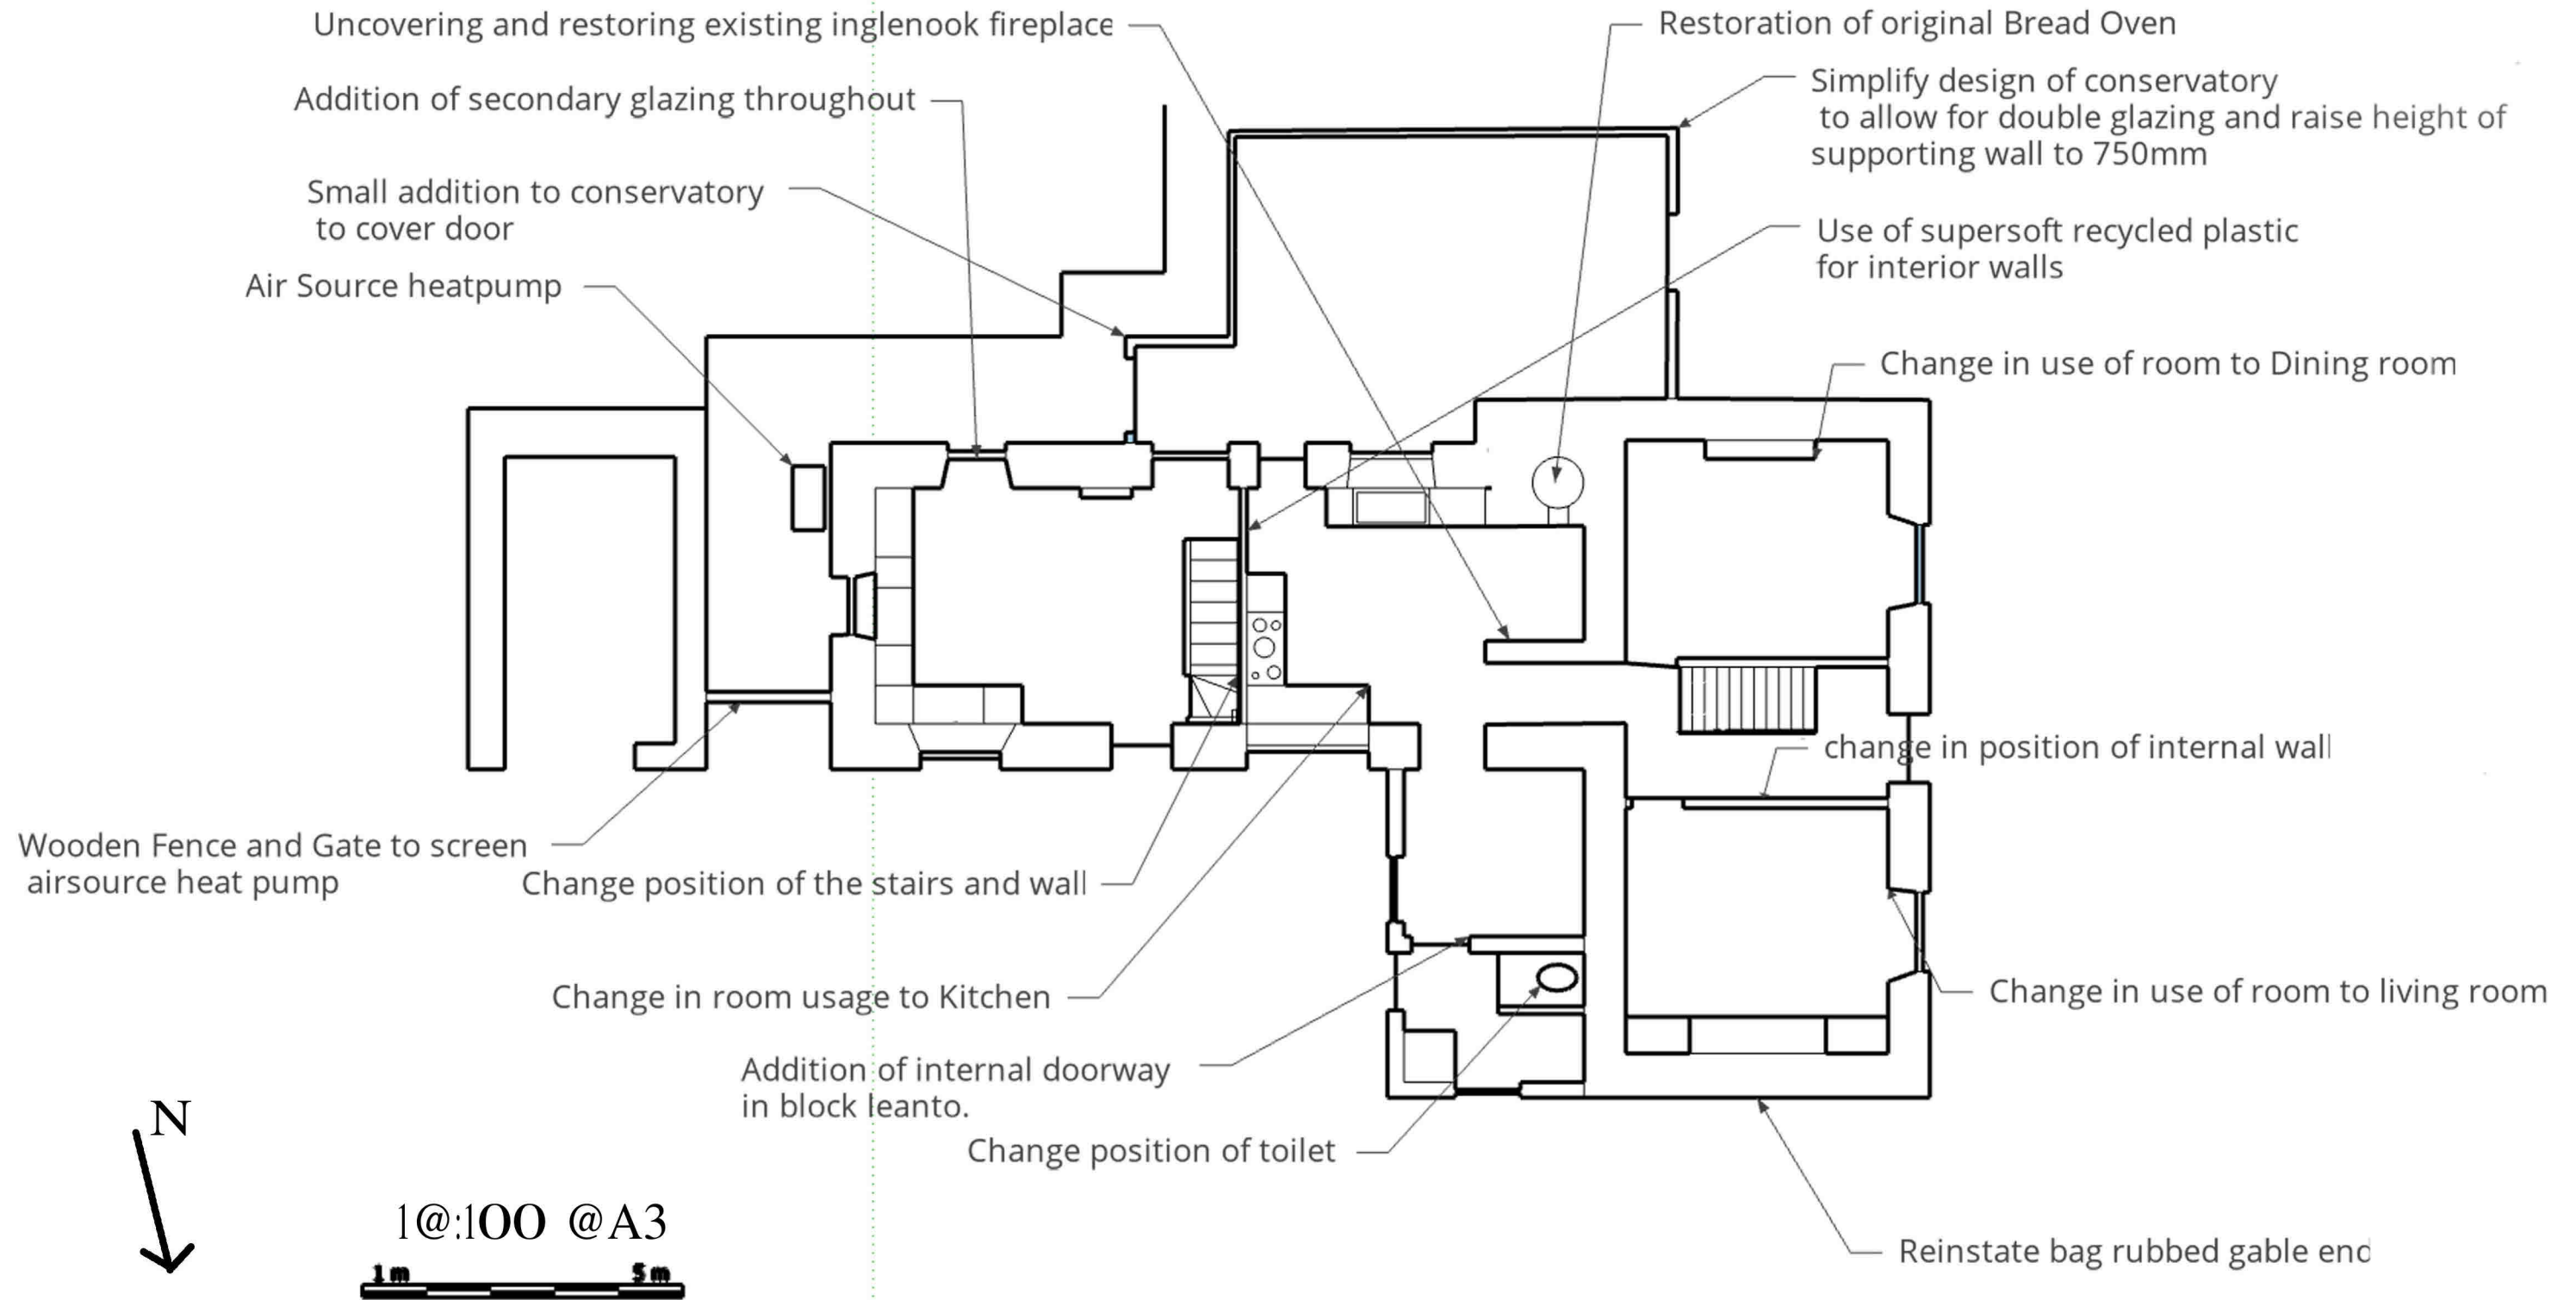 Uncovering and restoring existing inglenook fireplace
Restoration of original Bread Oven
Addition of secondary glazing throughout
Simplify design of conservatory
to allow for double glazing and raise height of
supporting wall to 750mm
Small addition to conservatory
to cover door
Use of supersoft recycled plastic
for interior walls
Air Source heatpump
Change in use of room to Dining room
change in position of internal wall
Wooden Fence and Gate to screen
airsource heat pump
Change position of the stairs and wall
Change in room usage to Kitchen
Change in use of room to living room
Addition of internal doorway
in block leanto.
Change position of toilet
N
1@:100 @A3
1 m 5 m
Reinstate bag rubbed gable end